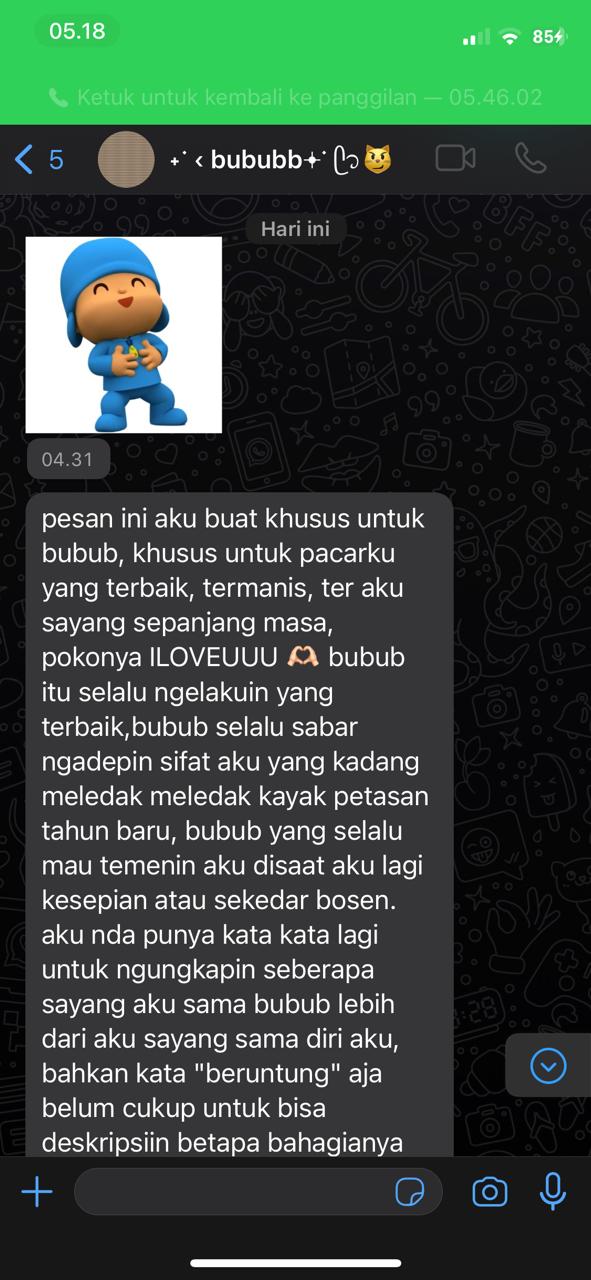 05.18
85
Ketuk untuk kembali ke panggilan — 05.46.02
5
‹ bububb
Hari ini
04.31
pesan ini aku buat khusus untuk
bubub, khusus untuk pacarku
yang terbaik, termanis, ter aku
sayang sepanjang masa,
pokonya ILOVEUUU 🫶🏻 bubub
itu selalu ngelakuin yang
terbaik,bubub selalu sabar
ngadepin sifat aku yang kadang
meledak meledak kayak petasan
tahun baru, bubub yang selalu
mau temenin aku disaat aku lagi
kesepian atau sekedar bosen.
aku nda punya kata kata lagi
untuk ngungkapin seberapa
sayang aku sama bubub lebih
dari aku sayang sama diri aku,
bahkan kata "beruntung" aja
belum cukup untuk bisa
deskripsiin betapa bahagianya